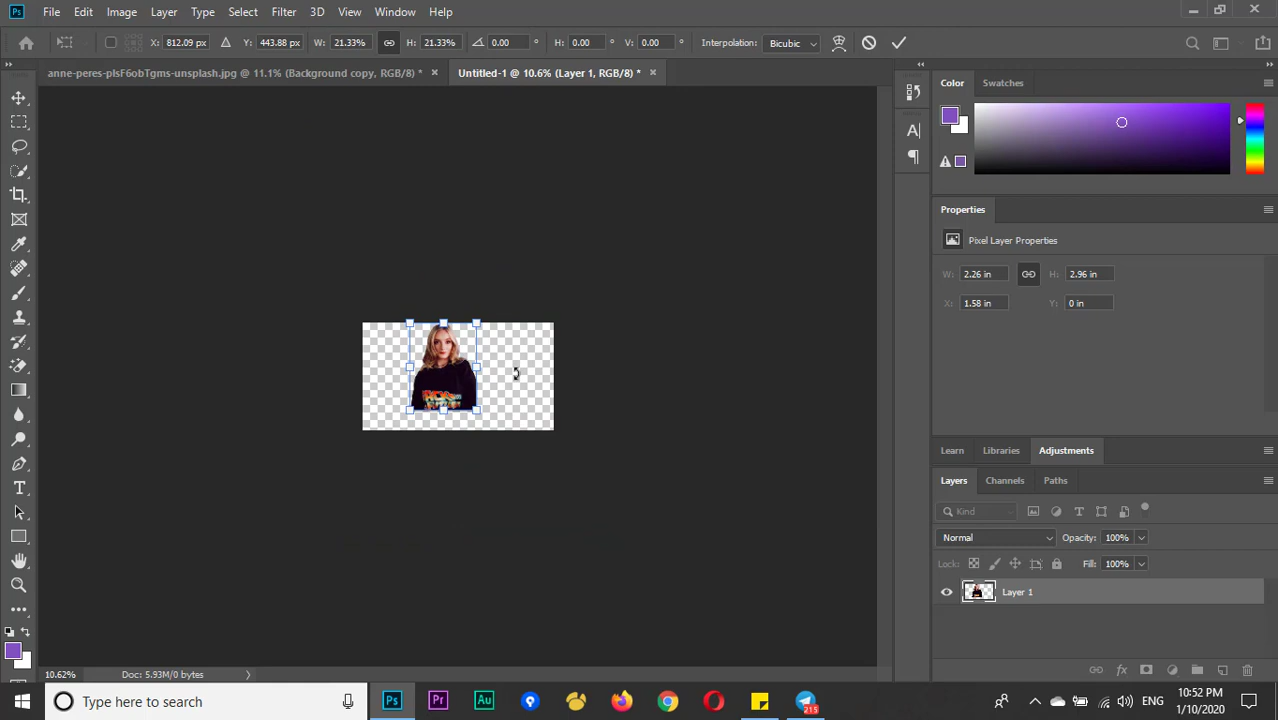 Ps File Edit Image Layer Type Select Filter 3D View Window Help
X: 812.09 px Y: 443.88 px W: 21.33% H: 21.33% 0.00 ° H: 0.00 ° V: 0.00 ° Interpolation: Bicubic
anne-peres-plsF6obTgms-unsplash.jpg @ 11.1% (Background copy, RGB/8) * × Untitled-1 @ 10.6% (Layer 1, RGB/8) * ×
Color Swatches
Properties
Pixel Layer Properties
W: 2.26 in H: 2.96 in
X: 1.58 in Y: 0 in
Learn Libraries Adjustments
Layers Channels Paths
Kind
Normal Opacity: 100%
Lock: Fill: 100%
Layer 1
10.62% Doc: 5.93M/0 bytes
Type here to search Ps Pr Au 215 ENG 10:52 PM
1/10/2020